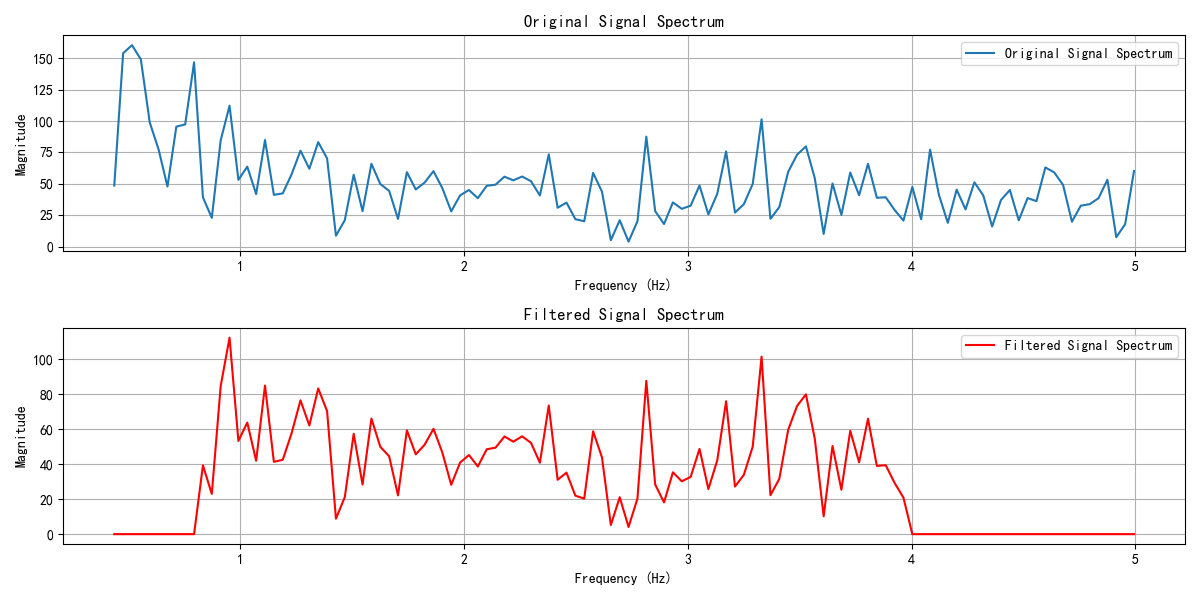 Original Signal Spectrum
Original Signal Spectrum
150
125
100
75
50
25
0
Magnitude
1 2 3 4 5
Frequency (Hz)
Filtered Signal Spectrum
Filtered Signal Spectrum
100
80
60
40
20
0
Magnitude
1 2 3 4 5
Frequency (Hz)